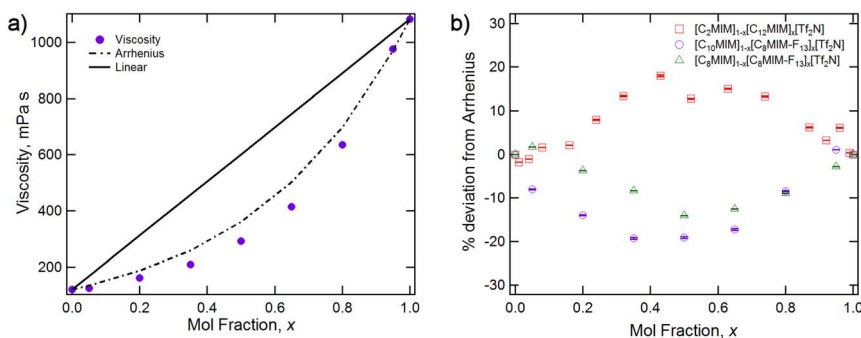 a)
Viscosity
Arrhenius
Linear
1000
800
600
400
200
Viscosity, mPa s
0.0 0.2 0.4 0.6 0.8 1.0
Mol Fraction, x
b)
[C₂MIM]₁₋ₓ[C₁₂MIM]ₓ[Tf₂N]
[C₁₀MIM]₁₋ₓ[C₈MIM-F₁₃]ₓ[Tf₂N]
[C₈MIM]₁₋ₓ[C₈MIM-F₁₃]ₓ[Tf₂N]
30
20
10
0
-10
-20
-30
% deviation from Arrhenius
0.0 0.2 0.4 0.6 0.8 1.0
Mol Fraction, x